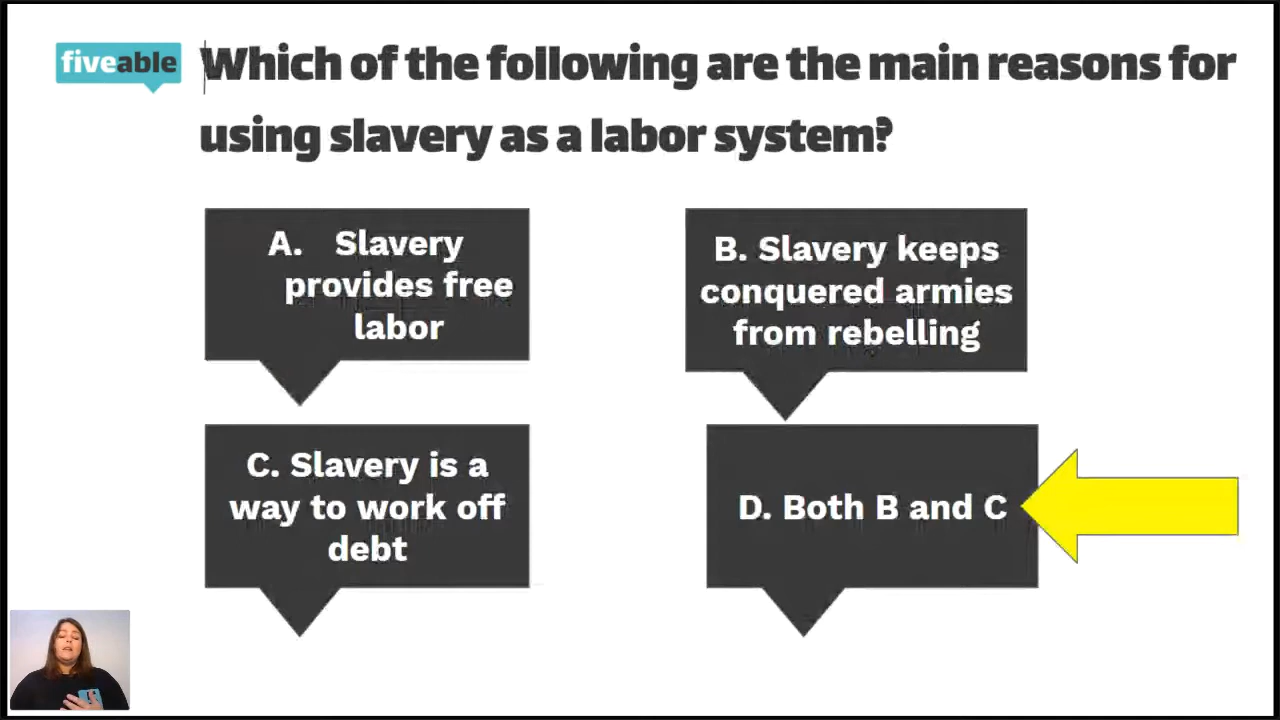 fiveable
Which of the following are the main reasons for
using slavery as a labor system?
A. Slavery
provides free
labor
B. Slavery keeps
conquered armies
from rebelling
C. Slavery is a
way to work off
debt
D. Both B and C